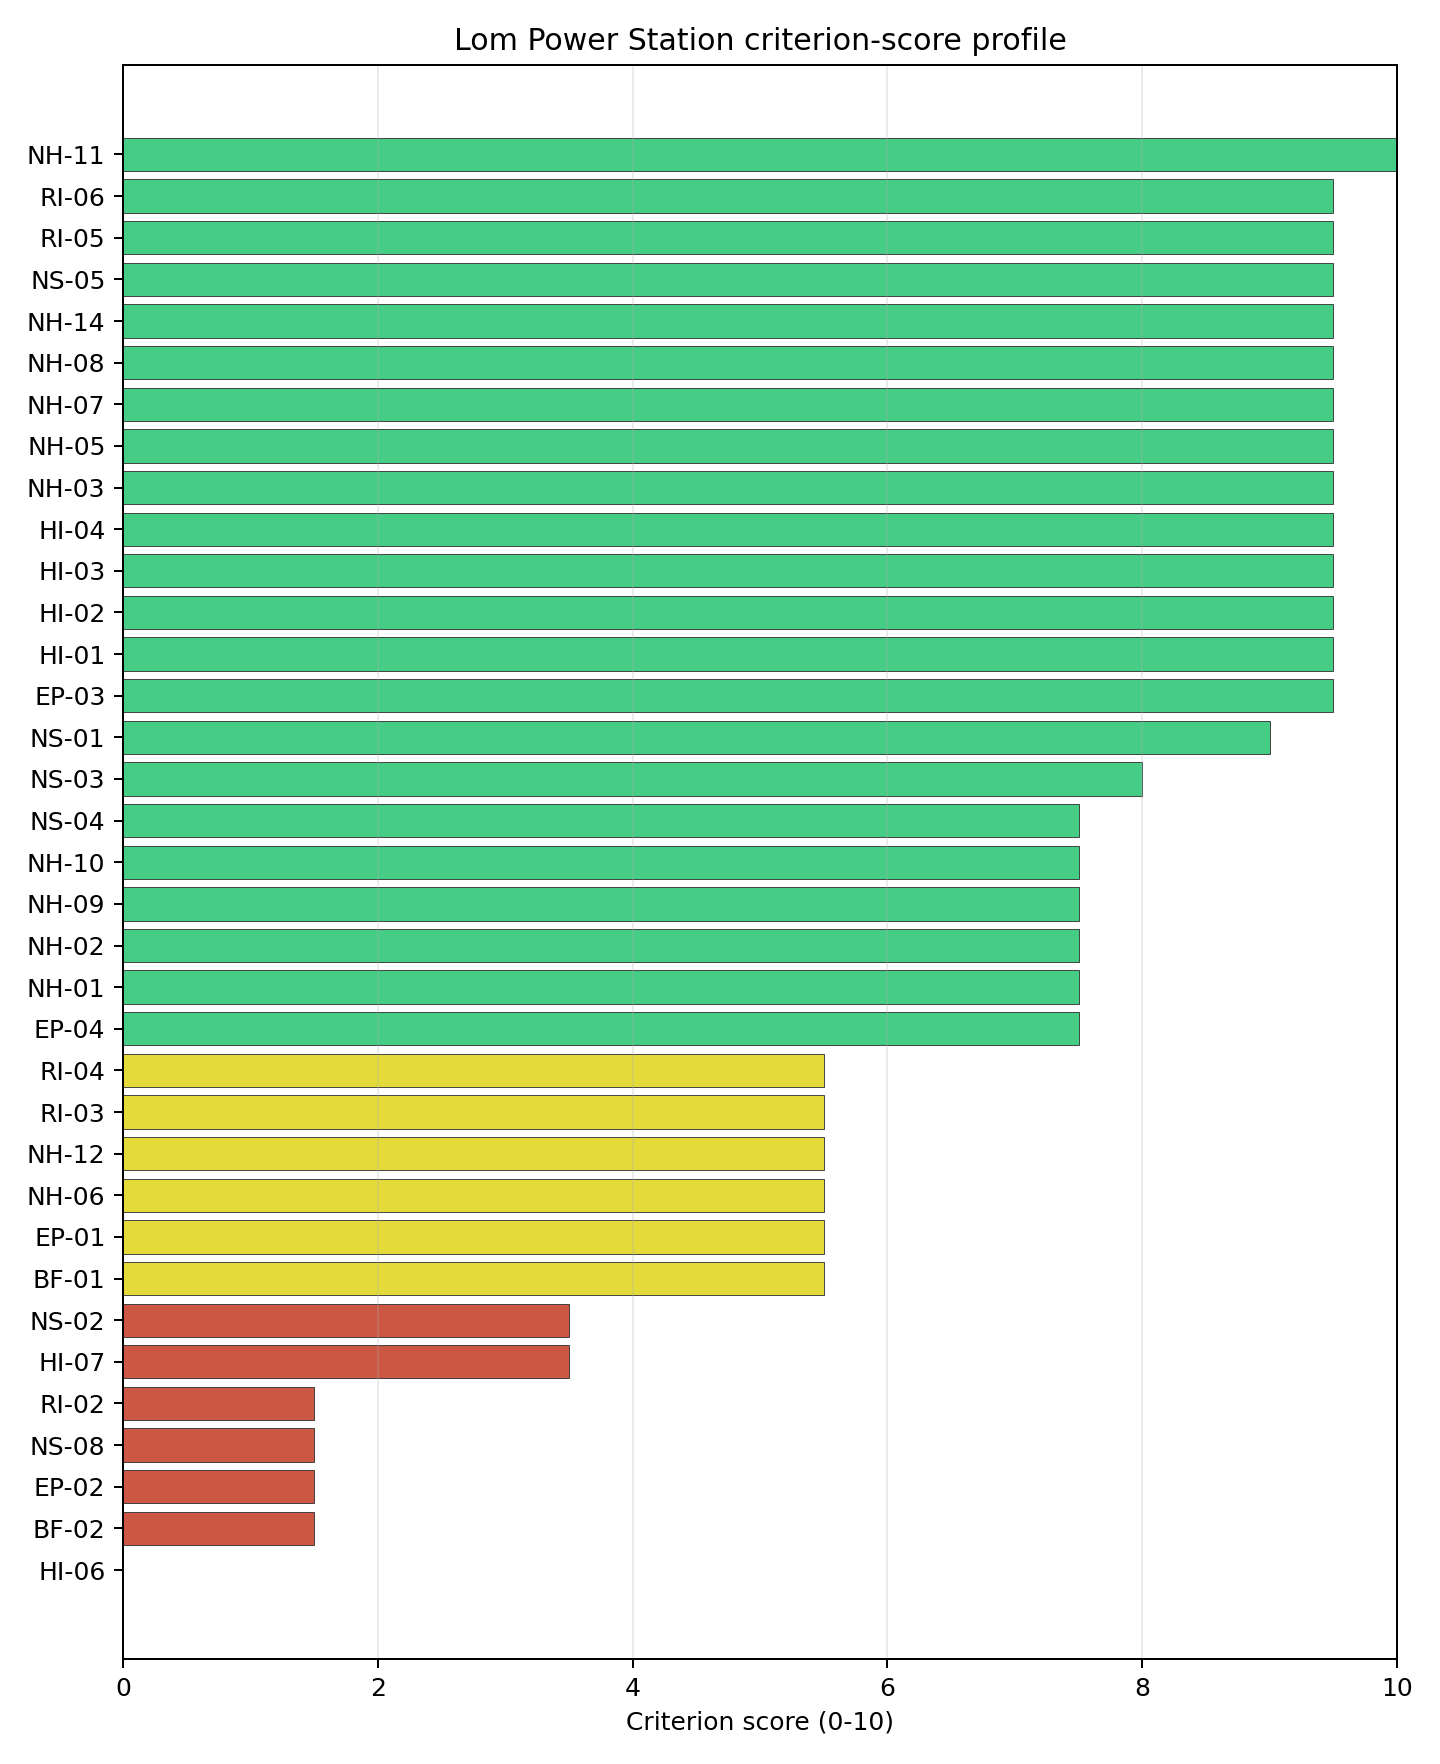 Lom Power Station criterion-score profile
NH-11
RI-06
RI-05
NS-05
NH-14
NH-08
NH-07
NH-05
NH-03
HI-04
HI-03
HI-02
HI-01
EP-03
NS-01
NS-03
NS-04
NH-10
NH-09
NH-02
NH-01
EP-04
RI-04
RI-03
NH-12
NH-06
EP-01
BF-01
NS-02
HI-07
RI-02
NS-08
EP-02
BF-02
HI-06
0 2 4 6 8 10
Criterion score (0-10)